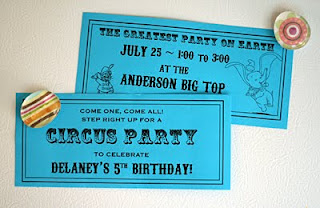 THE GREATEST PARTY ON EARTH
JULY 25 ~ 1:00 TO 3:00
AT THE
ANDERSON BIG TOP
COME ONE, COME ALL!
STEP RIGHT UP FOR A
CIRCUS PARTY
TO CELEBRATE
DELANEY'S 5TH BIRTHDAY!